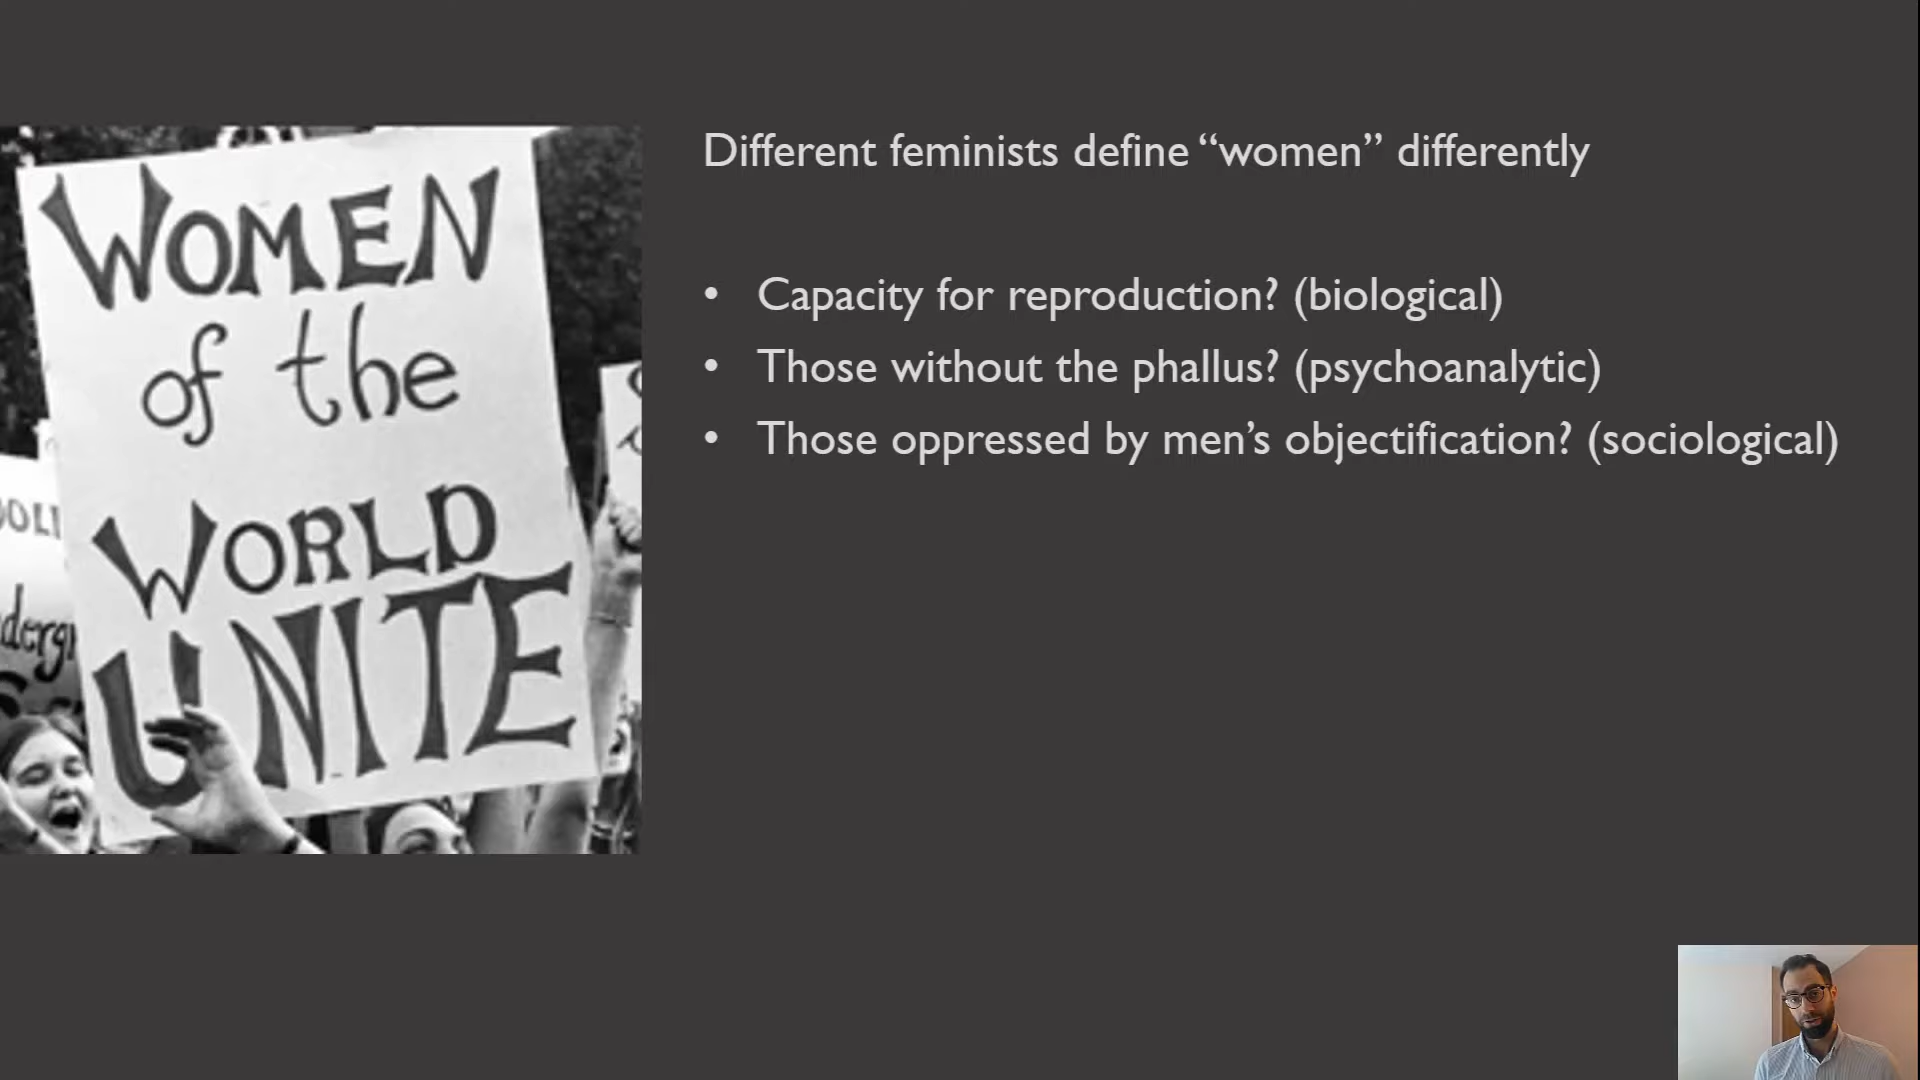 WOMEN
of the
WORLD
UNITE
Different feminists define “women” differently
• Capacity for reproduction? (biological)
• Those without the phallus? (psychoanalytic)
• Those oppressed by men’s objectification? (sociological)